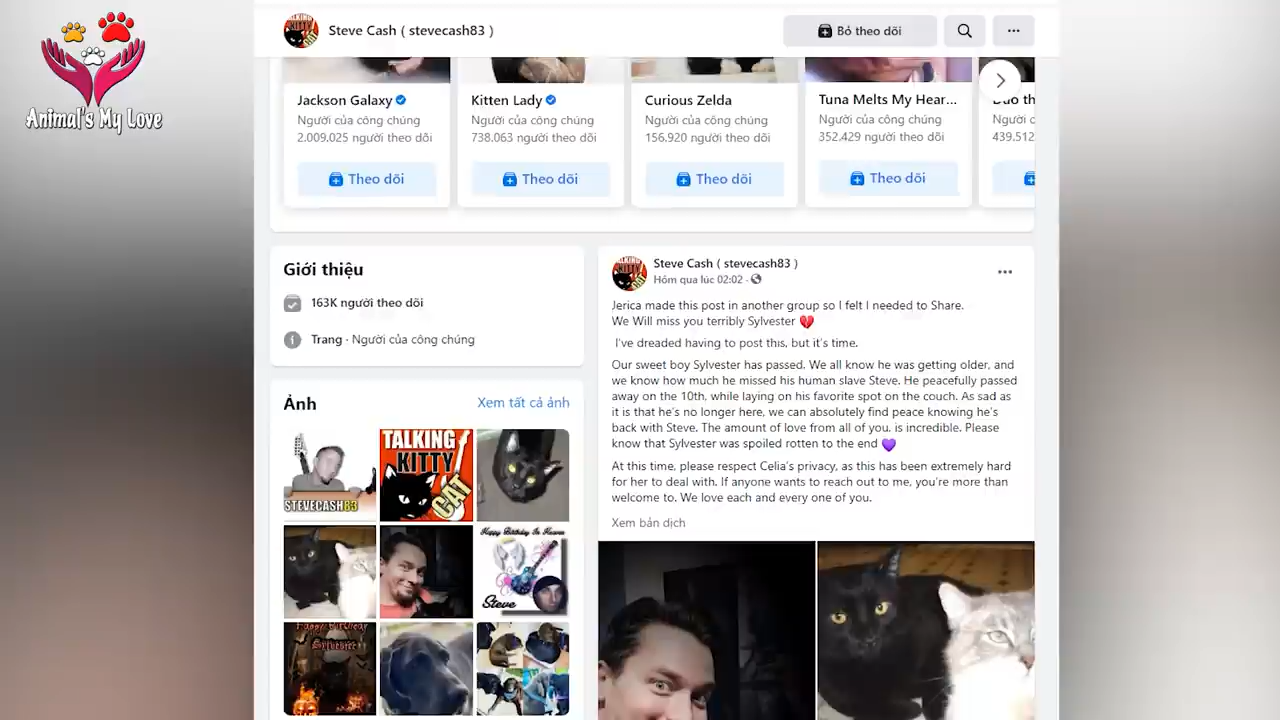 Animal's My Love
Steve Cash ( stevecash83 )
Bỏ theo dõi
Jackson Galaxy
Người của công chúng
2.009.025 người theo dõi
Theo dõi
Kitten Lady
Người của công chúng
738.063 người theo dõi
Theo dõi
Curious Zelda
Người của công chúng
156.920 người theo dõi
Theo dõi
Tuna Melts My Hear...
Người của công chúng
352.429 người theo dõi
Theo dõi
Duo th
Người c
439.512
Giới thiệu
163K người theo dõi
Trang · Người của công chúng
Ảnh
Xem tất cả ảnh
STEVECASH83
TALKING
KITTY
CAT
Happy Birthday In Heaven
Steve
Happy Birthday
Sylvester
Steve Cash ( stevecash83 )
Hôm qua lúc 02:02 ·
Jerica made this post in another group so I felt I needed to Share.
We Will miss you terribly Sylvester 💔
I've dreaded having to post this, but it's time.
Our sweet boy Sylvester has passed. We all know he was getting older, and
we know how much he missed his human slave Steve. He peacefully passed
away on the 10th, while laying on his favorite spot on the couch. As sad as
it is that he's no longer here, we can absolutely find peace knowing he's
back with Steve. The amount of love from all of you, is incredible. Please
know that Sylvester was spoiled rotten to the end 💜
At this time, please respect Celia's privacy, as this has been extremely hard
for her to deal with. If anyone wants to reach out to me, you're more than
welcome to. We love each and every one of you.
Xem bản dịch